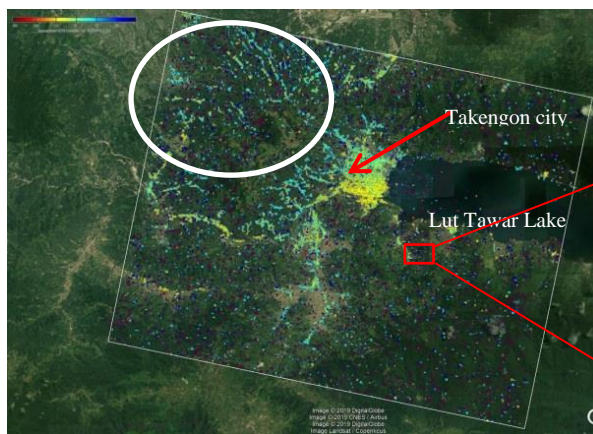 Takengon city
Lut Tawar Lake
Image © 2019 DigitalGlobe
Image © 2019 CNES / Airbus
Image © 2019 DigitalGlobe
Image Landsat / Copernicus